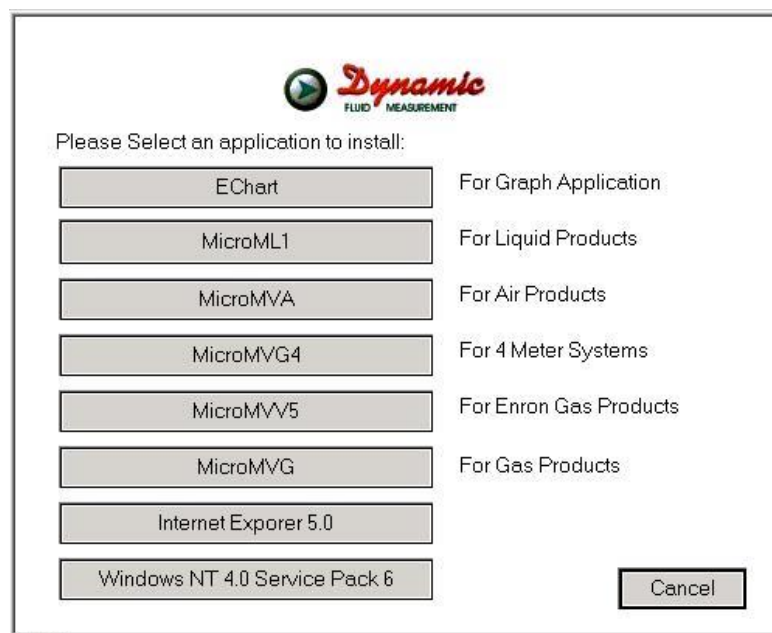 Dynamic
FLUID MEASUREMENT
Please Select an application to install:
EChart For Graph Application
MicroML1 For Liquid Products
MicroMVA For Air Products
MicroMVG4 For 4 Meter Systems
MicroMVV5 For Enron Gas Products
MicroMVG For Gas Products
Internet Exporer 5.0
Windows NT 4.0 Service Pack 6
Cancel